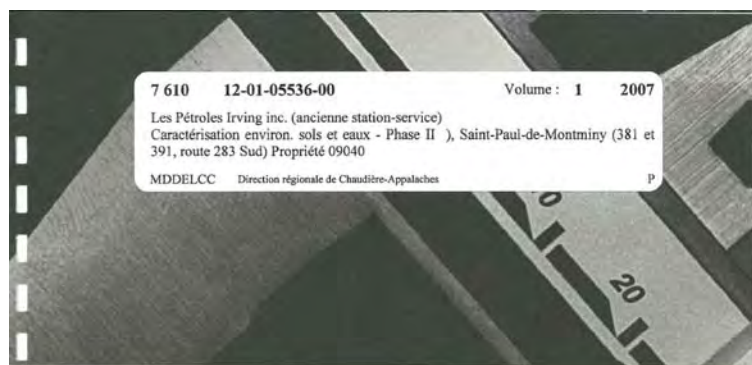 7 610 12-01-05536-00 Volume : 1 2007
Les Pétroles Irving inc. (ancienne station-service)
Caractérisation environ. sols et eaux - Phase II ), Saint-Paul-de-Montminy (381 et
391, route 283 Sud) Propriété 09040
MDDELCC Direction régionale de Chaudière-Appalaches P
20